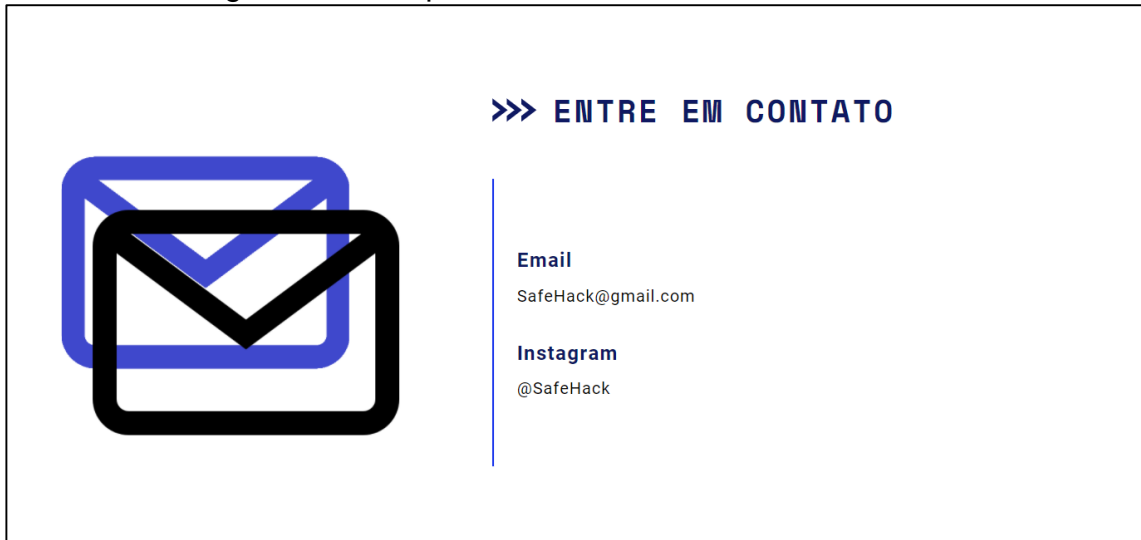 >>> ENTRE EM CONTATO
Email
SafeHack@gmail.com
Instagram
@SafeHack